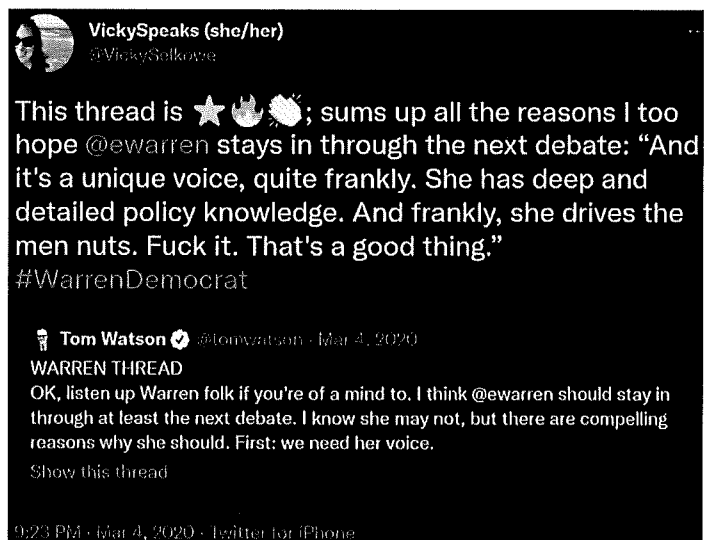 VickySpeaks (she/her)
@VickySelkowe
This thread is ⭐🔥👏; sums up all the reasons I too
hope @ewarren stays in through the next debate: “And
it's a unique voice, quite frankly. She has deep and
detailed policy knowledge. And frankly, she drives the
men nuts. Fuck it. That's a good thing.”
#WarrenDemocrat
Tom Watson @tomwatson · Mar 4, 2020
WARREN THREAD
OK, listen up Warren folk if you're of a mind to. I think @ewarren should stay in
through at least the next debate. I know she may not, but there are compelling
reasons why she should. First: we need her voice.
Show this thread
9:23 PM · Mar 4, 2020 · Twitter for iPhone